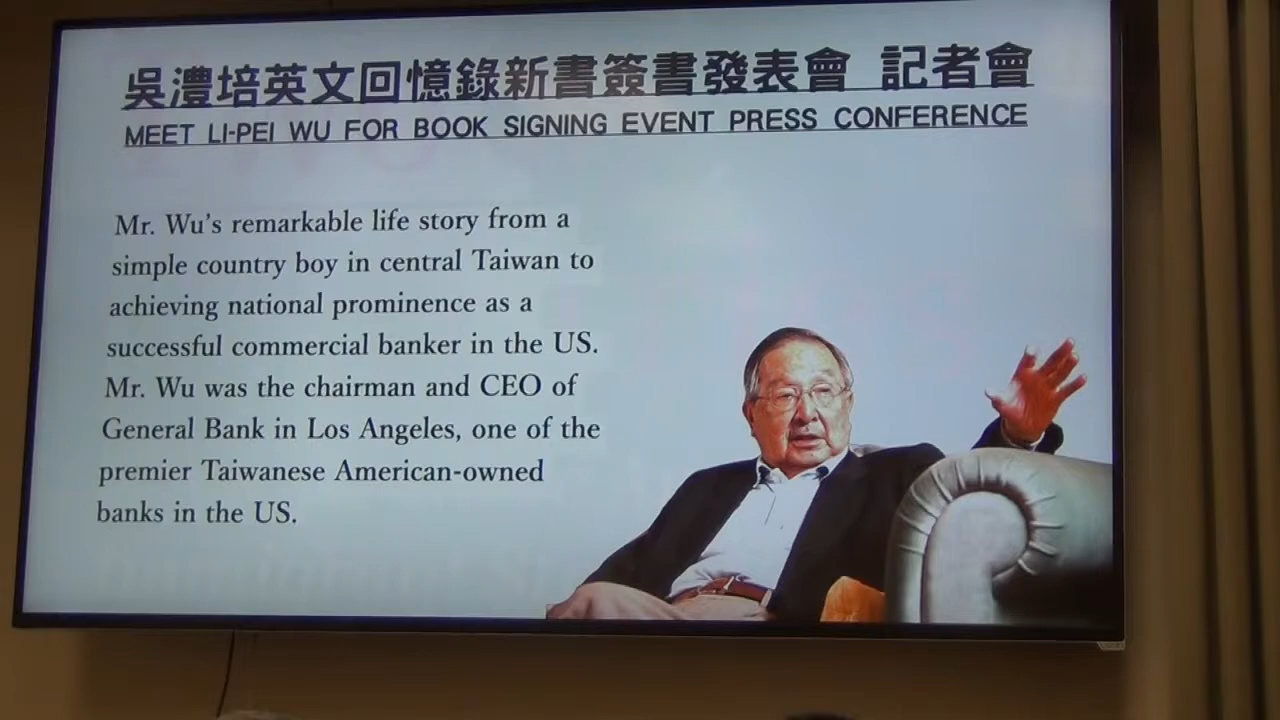 吳澧培英文回憶錄新書簽書發表會 記者會
MEET LI-PEI WU FOR BOOK SIGNING EVENT PRESS CONFERENCE
Mr. Wu's remarkable life story from a
simple country boy in central Taiwan to
achieving national prominence as a
successful commercial banker in the US.
Mr. Wu was the chairman and CEO of
General Bank in Los Angeles, one of the
premier Taiwanese American-owned
banks in the US.